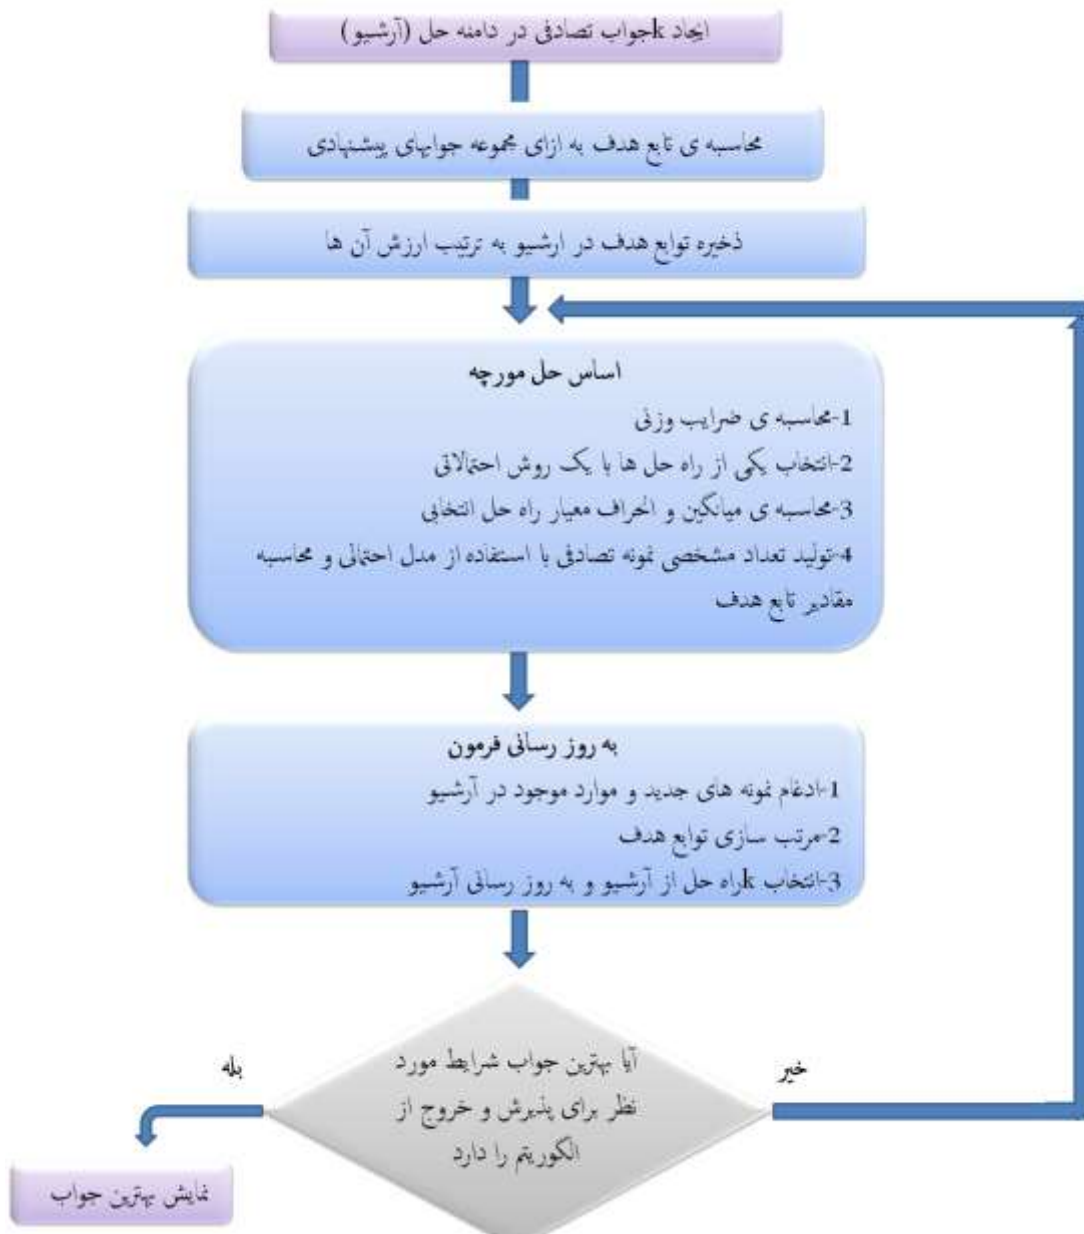 ایجاد kجواب تصادفی در دامنه حل (آرشیو)
محاسبه ی تابع هدف به ازای مجموعه جوابهای پیشنهادی
ذخیره توابع هدف در ارشیو به ترتیب ارزش آن ها
اساس حل مورچه
1-محاسبه ی ضرایب وزنی
2-انتخاب یکی از راه حل ها با یک روش احتمالاتی
3-محاسبه ی میانگین و انحراف معیار راه حل انتخابی
4-تولید تعداد مشخصی نمونه تصادفی با استفاده از مدل احتمالی و محاسبه
مقادیر تابع هدف
به روز رسانی فرمون
1-ادغام نمونه های جدید و موارد موجود در آرشیو
2-مرتب سازی توابع هدف
3-انتخاب kراه حل از آرشیو و به روز رسانی آرشیو
آیا بهترین جواب شرایط مورد
نظر برای پذیرش و خروج از
الگوریتم را دارد
خیر
بله
نمایش بهترین جواب